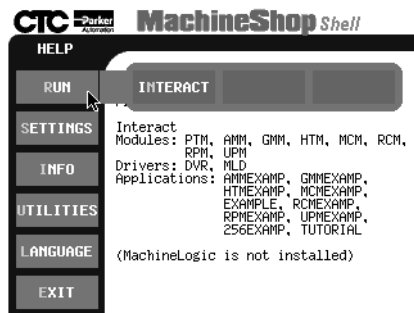 CTC Parker Automation MachineShop Shell
HELP
RUN INTERACT
SETTINGS
INFO
UTILITIES
LANGUAGE
EXIT
Interact
Modules: PTM, AMM, GMM, HTM, MCM, RCM,
RPM, UPM
Drivers: DVR, MLD
Applications: AMMEXAMP, GMMEXAMP,
HTMEXAMP, MCMEXAMP,
EXAMPLE, RCMEXAMP,
RPMEXAMP, UPMEXAMP,
256EXAMP, TUTORIAL
(MachineLogic is not installed)